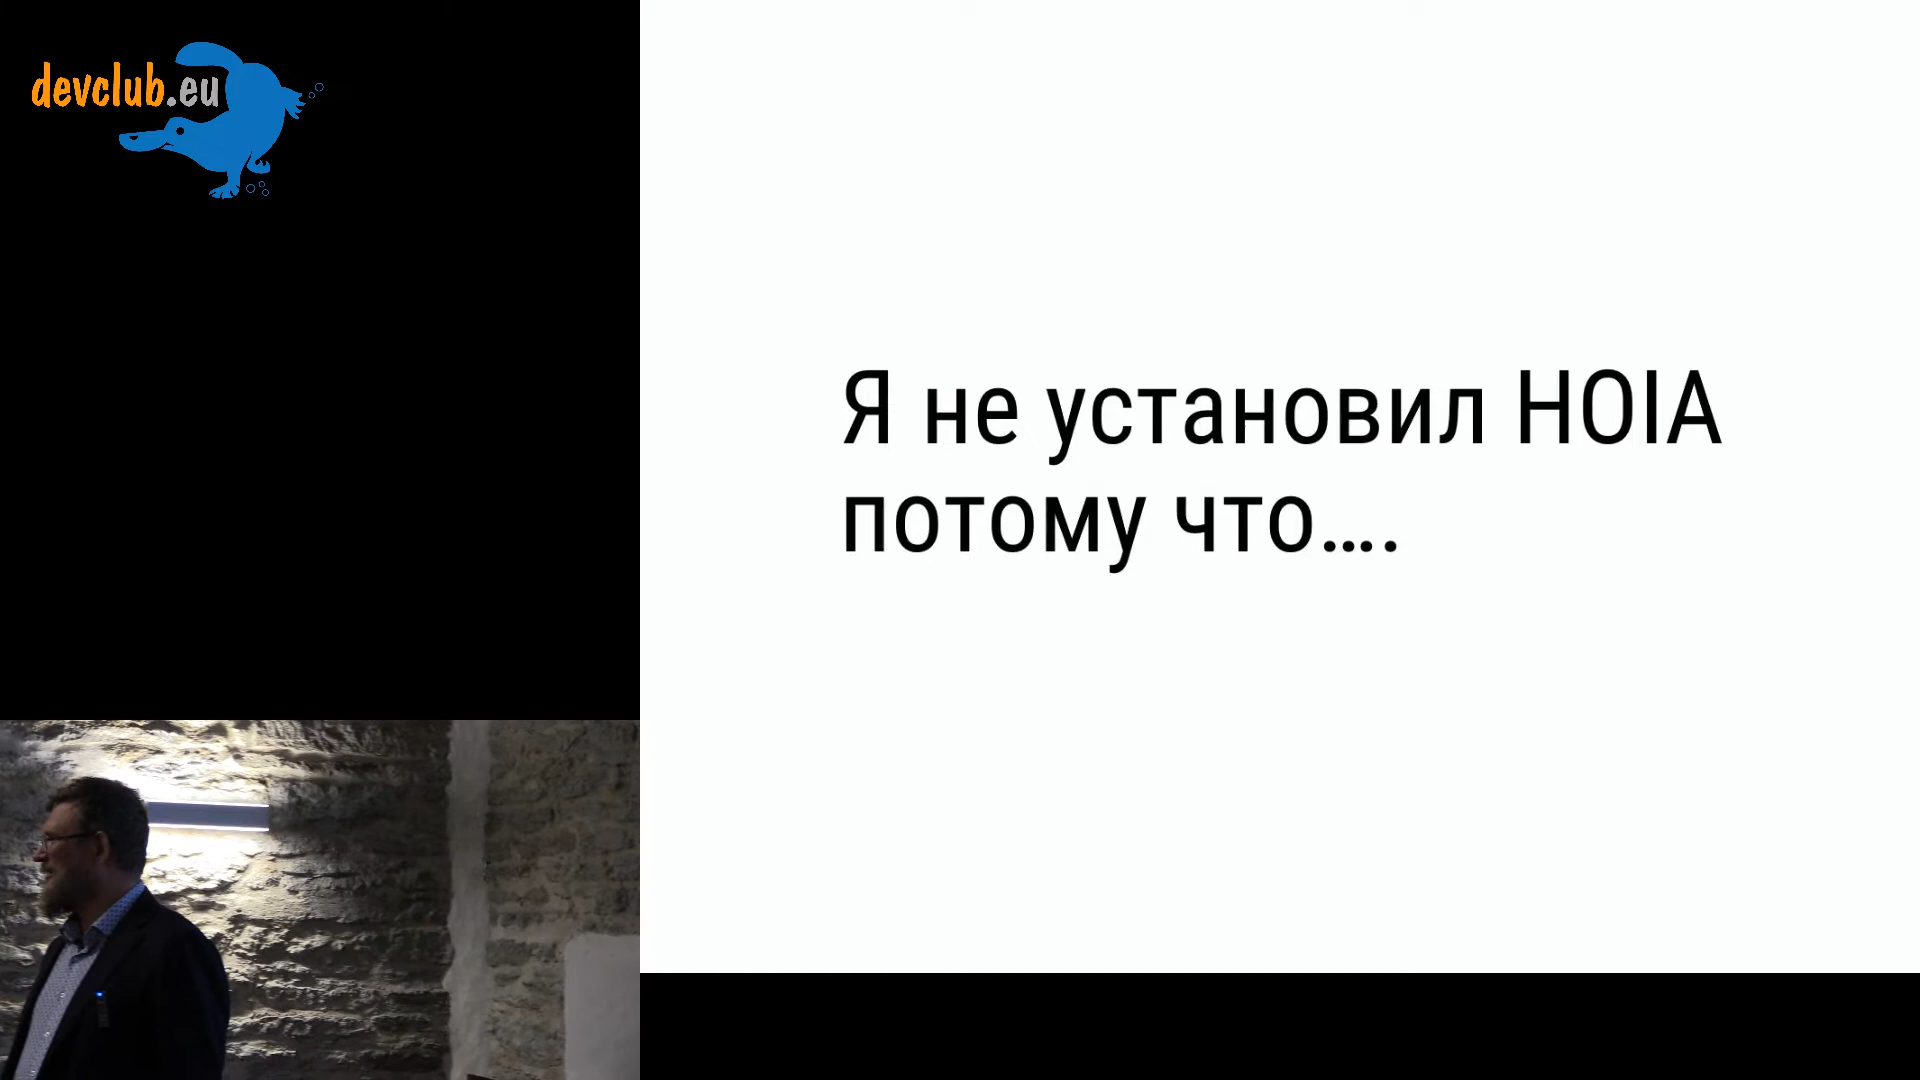 devclub.eu
Я не установил HOIA
потому что....